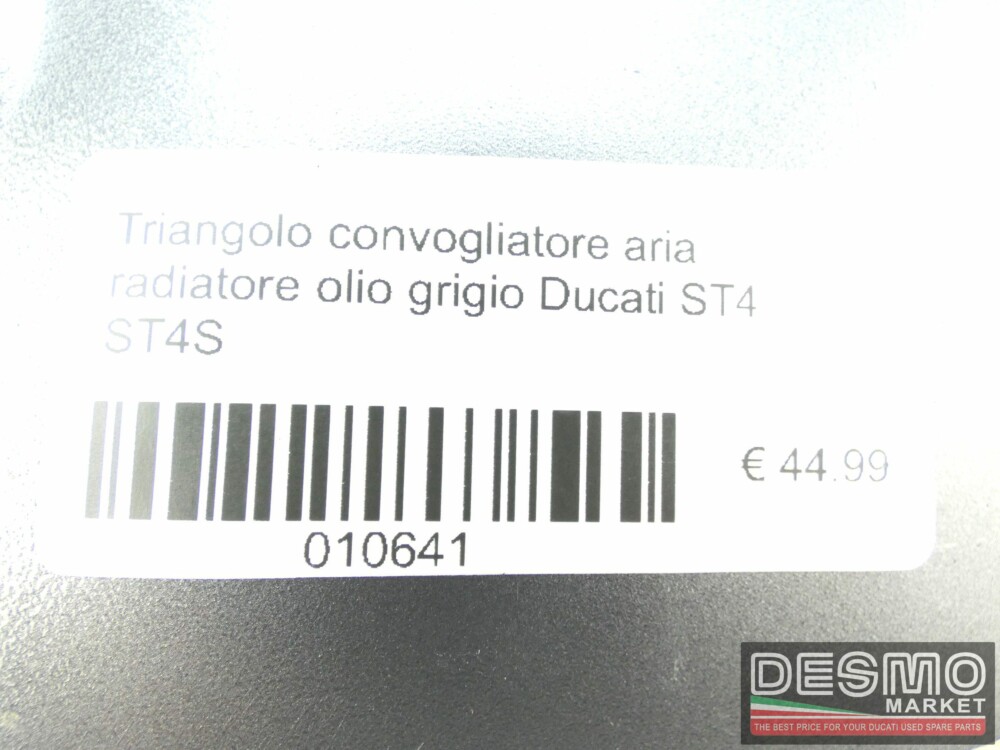 Triangolo convogliatore aria
radiatore olio grigio Ducati ST4
ST4S
€ 44.99
010641
DESMO
MARKET
THE BEST PRICE FOR YOUR DUCATI USED SPARE PARTS